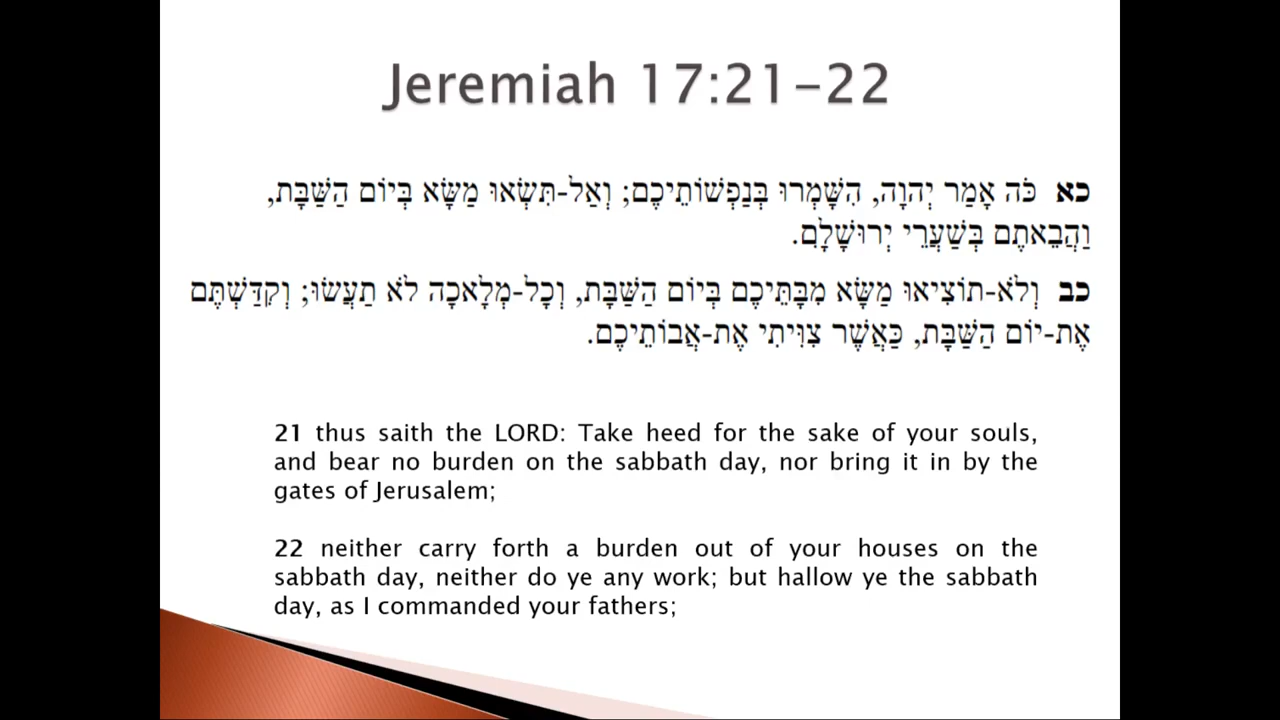 Jeremiah 17:21-22
כא כֹּה אָמַר יְהוָה, הִשָּׁמְרוּ בְּנַפְשׁוֹתֵיכֶם; וְאַל-תִּשְׂאוּ מַשָּׂא בְּיוֹם הַשַּׁבָּת,
וַהֲבֵאתֶם בְּשַׁעֲרֵי יְרוּשָׁלִָם.
כב וְלֹא-תוֹצִיאוּ מַשָּׂא מִבָּתֵּיכֶם בְּיוֹם הַשַּׁבָּת, וְכָל-מְלָאכָה לֹא תַעֲשׂוּ; וְקִדַּשְׁתֶּם
אֶת-יוֹם הַשַּׁבָּת, כַּאֲשֶׁר צִוִּיתִי אֶת-אֲבוֹתֵיכֶם.
21 thus saith the LORD: Take heed for the sake of your souls,
and bear no burden on the sabbath day, nor bring it in by the
gates of Jerusalem;
22 neither carry forth a burden out of your houses on the
sabbath day, neither do ye any work; but hallow ye the sabbath
day, as I commanded your fathers;